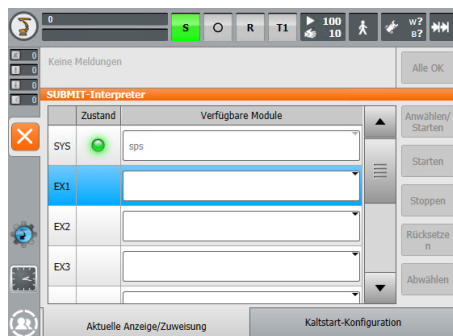 0
S O R T1 100 10 W? B?
0
0
0
0
Keine Meldungen
Alle OK
SUBMIT-Interpreter
Zustand Verfügbare Module
SYS sps
EX1
EX2
EX3
Anwählen/
Starten
Starten
Stoppen
Rücksetze
n
Abwählen
Aktuelle Anzeige/Zuweisung Kaltstart-Konfiguration